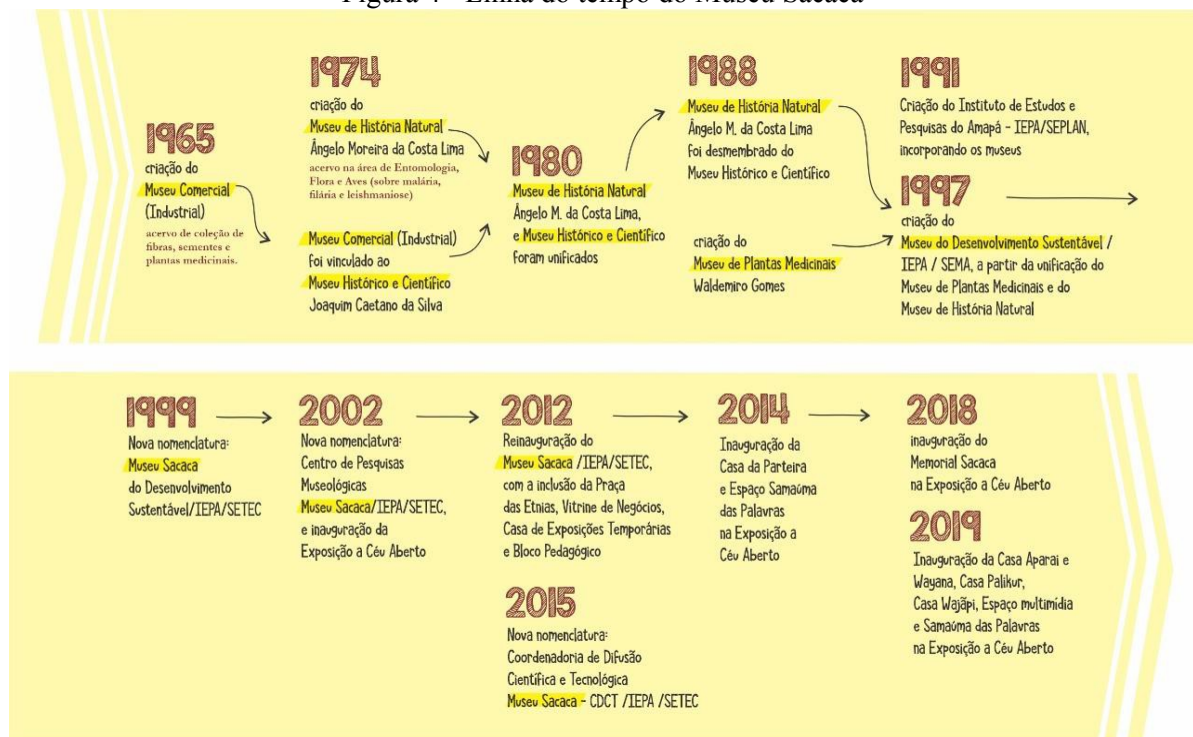 Figura - Linha do tempo do Museu Sacaca
1965
criação do
Museu Comercial
(Industrial)
acervo de coleção de
fibras, sementes e
plantas medicinais.
1974
criação do
Museu de História Natural
Ângelo Moreira da Costa Lima
acervo na área de Entomologia,
Flora e Aves (sobre malária,
filária e leishmaniose)
Museu Comercial (Industrial)
foi vinculado ao
Museu Histórico e Científico
Joaquim Caetano da Silva
1980
Museu de História Natural
Ângelo M. da Costa Lima,
e Museu Histórico e Científico
foram unificados
1988
Museu de História Natural
Ângelo M. da Costa Lima
foi desmembrado do
Museu Histórico e Científico
criação do
Museu de Plantas Medicinais
Waldemiro Gomes
1991
Criação do Instituto de Estudos e
Pesquisas do Amapá - IEPA/SEPLAN,
incorporando os museus
1997
criação do
Museu do Desenvolvimento Sustentável /
IEPA / SEMA, a partir da unificação do
Museu de Plantas Medicinais e do
Museu de História Natural
1999
Nova nomenclatura:
Museu Sacaca
do Desenvolvimento
Sustentável/IEPA/SETEC
2002
Nova nomenclatura:
Centro de Pesquisas
Museológicas
Museu Sacaca/IEPA/SETEC,
e inauguração da
Exposição a Céu Aberto
2012
Reinauguração do
Museu Sacaca /IEPA/SETEC,
com a inclusão da Praça
das Etnias, Vitrine de Negócios,
Casa de Exposições Temporárias
e Bloco Pedagógico
2015
Nova nomenclatura:
Coordenadoria de Difusão
Científica e Tecnológica
Museu Sacaca - CDCT /IEPA /SETEC
2014
Inauguração da
Casa da Parteira
e Espaço Samaúma
das Palavras
na Exposição a
Céu Aberto
2018
inauguração do
Memorial Sacaca
na Exposição a Céu Aberto
2019
Inauguração da Casa Aparai e
Wayana, Casa Palikur,
Casa Wajãpi, Espaço multimídia
e Samaúma das Palavras
na Exposição a Céu Aberto